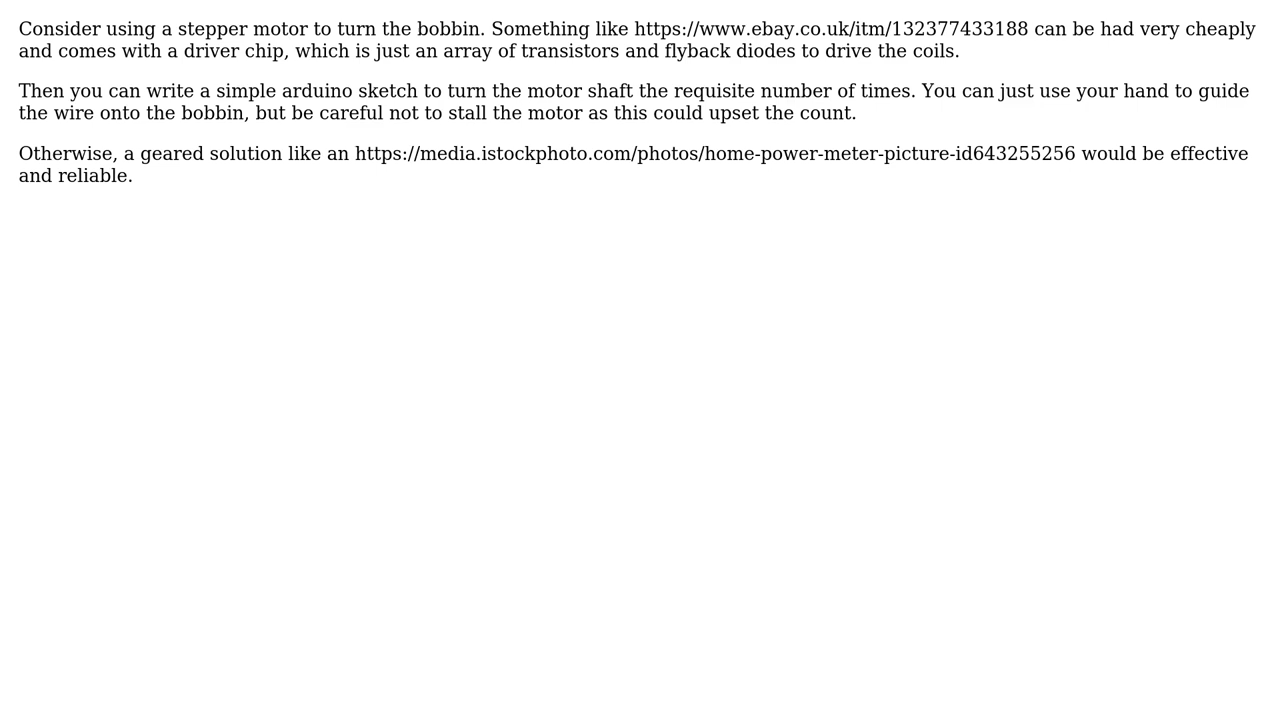 Consider using a stepper motor to turn the bobbin. Something like https://www.ebay.co.uk/itm/132377433188 can be had very cheaply
and comes with a driver chip, which is just an array of transistors and flyback diodes to drive the coils.
Then you can write a simple arduino sketch to turn the motor shaft the requisite number of times. You can just use your hand to guide
the wire onto the bobbin, but be careful not to stall the motor as this could upset the count.
Otherwise, a geared solution like an https://media.istockphoto.com/photos/home-power-meter-picture-id643255256 would be effective
and reliable.